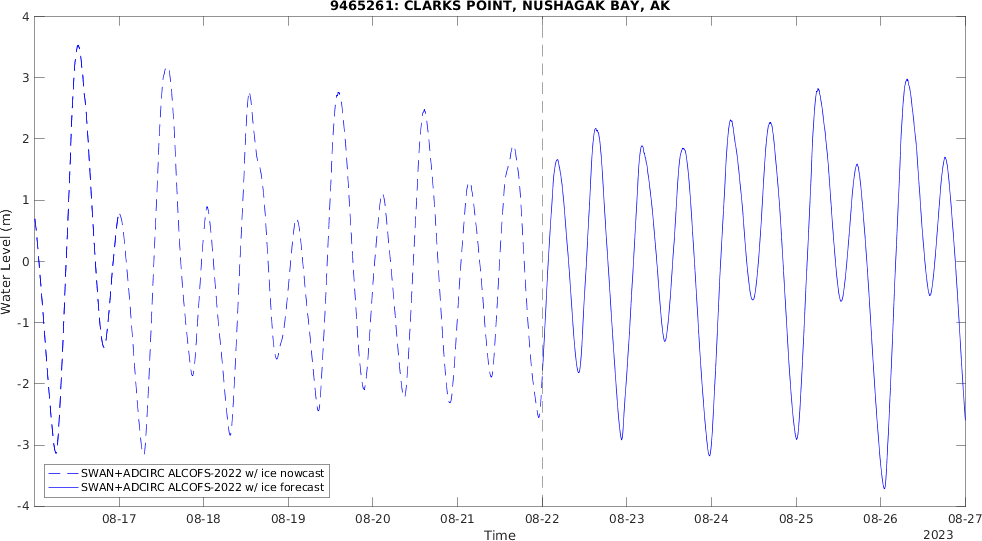 9465261: CLARKS POINT, NUSHAGAK BAY, AK
4
3
2
1
0
-1
-2
-3
-4
Water Level (m)
SWAN+ADCIRC ALCOFS-2022 w/ ice nowcast
SWAN+ADCIRC ALCOFS-2022 w/ ice forecast
08-17 08-18 08-19 08-20 08-21 08-22 08-23 08-24 08-25 08-26 08-27
Time
2023